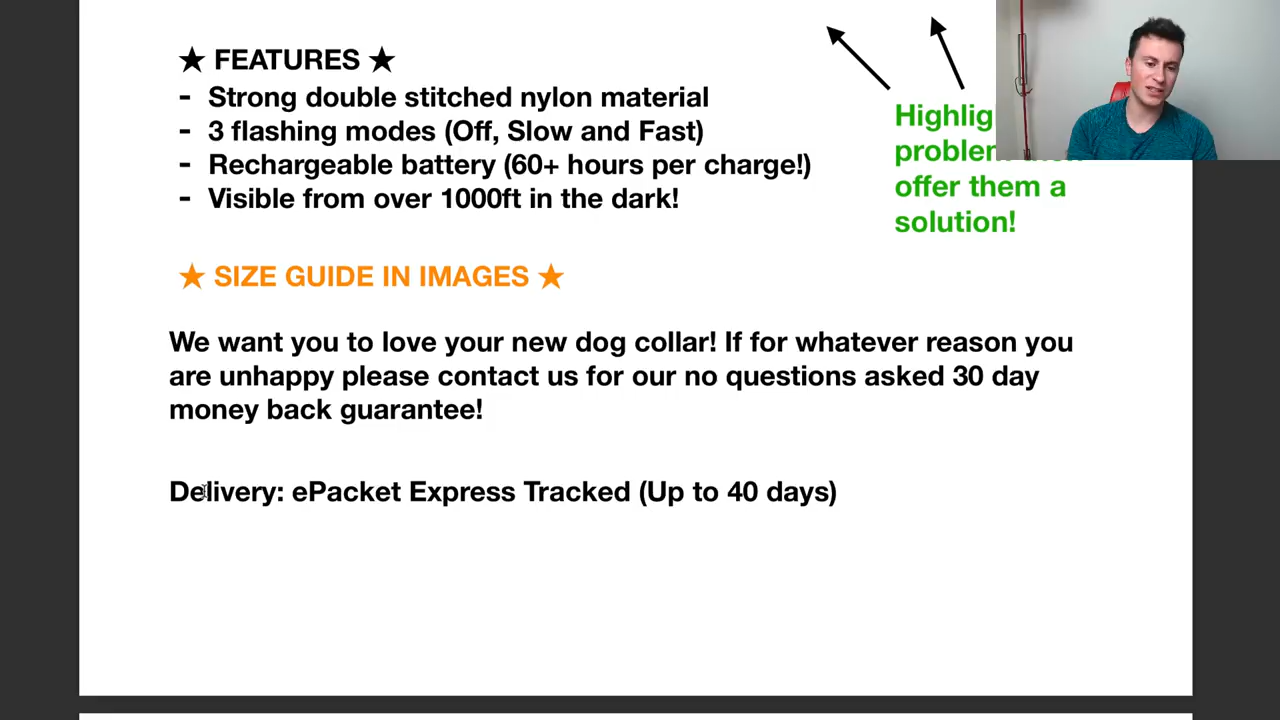 ★ FEATURES ★
- Strong double stitched nylon material
- 3 flashing modes (Off, Slow and Fast)
- Rechargeable battery (60+ hours per charge!)
- Visible from over 1000ft in the dark!
offer them a
solution!
★ SIZE GUIDE IN IMAGES ★
We want you to love your new dog collar! If for whatever reason you
are unhappy please contact us for our no questions asked 30 day
money back guarantee!
Delivery: ePacket Express Tracked (Up to 40 days)